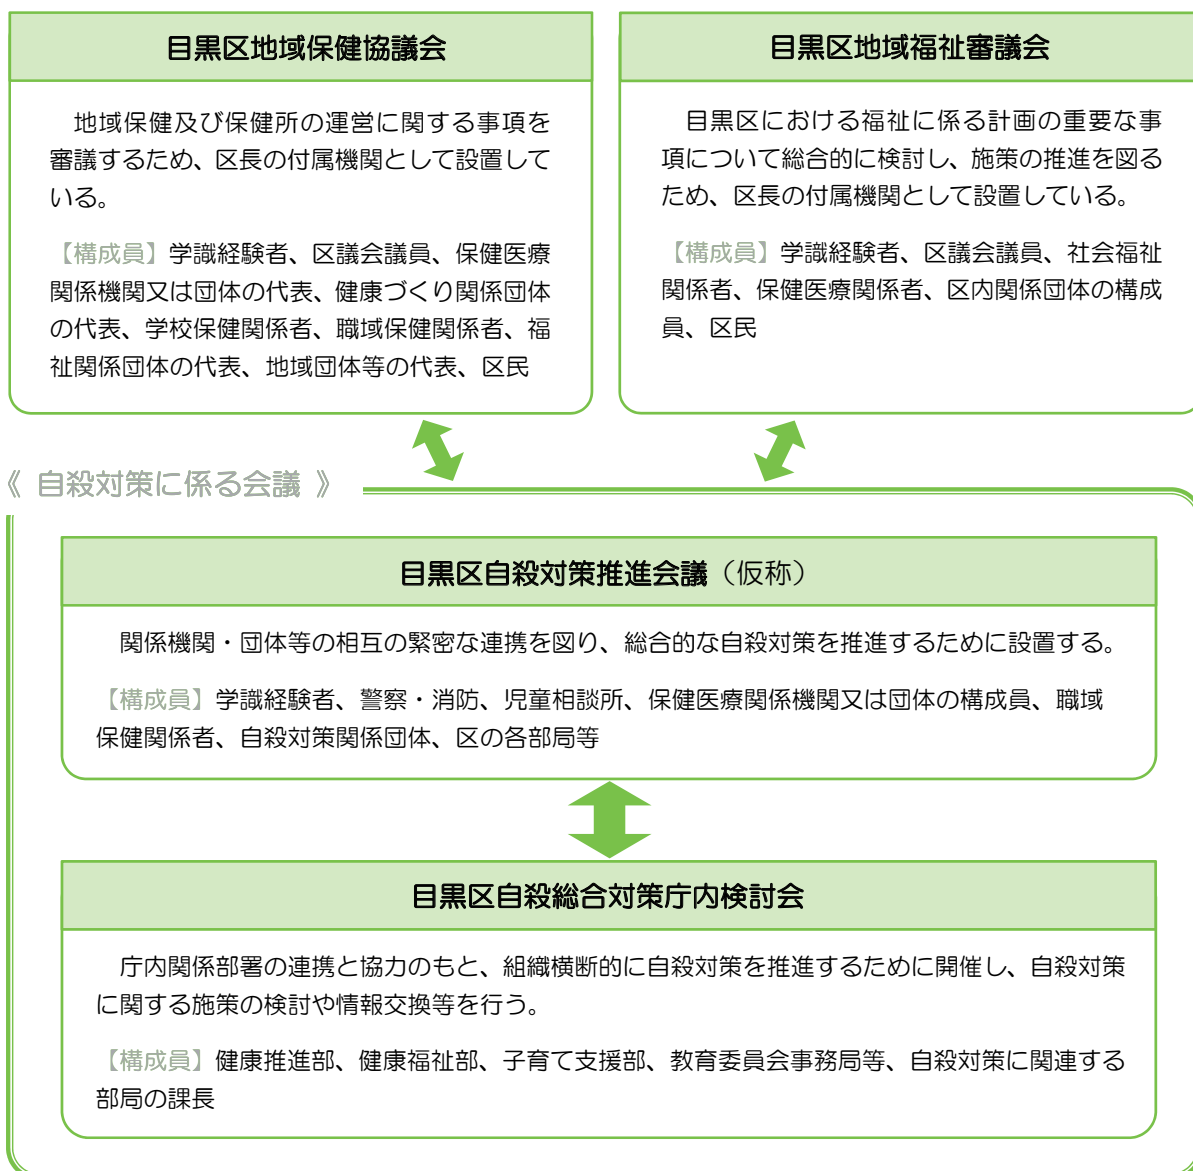 目黒区地域保健協議会
地域保健及び保健所の運営に関する事項を
審議するため、区長の付属機関として設置して
いる。
【構成員】学識経験者、区議会議員、保健医療
関係機関又は団体の代表、健康づくり関係団体
の代表、学校保健関係者、職域保健関係者、福
祉関係団体の代表、地域団体等の代表、区民
目黒区地域福祉審議会
目黒区における福祉に係る計画の重要な事
項について総合的に検討し、施策の推進を図る
ため、区長の付属機関として設置している。
【構成員】学識経験者、区議会議員、社会福祉
関係者、保健医療関係者、区内関係団体の構成
員、区民
《 自殺対策に係る会議 》
目黒区自殺対策推進会議（仮称）
関係機関・団体等の相互の緊密な連携を図り、総合的な自殺対策を推進するために設置する。
【構成員】学識経験者、警察・消防、児童相談所、保健医療関係機関又は団体の構成員、職域
保健関係者、自殺対策関係団体、区の各部局等
目黒区自殺総合対策庁内検討会
庁内関係部署の連携と協力のもと、組織横断的に自殺対策を推進するために開催し、自殺対策
に関する施策の検討や情報交換等を行う。
【構成員】健康推進部、健康福祉部、子育て支援部、教育委員会事務局等、自殺対策に関連する
部局の課長